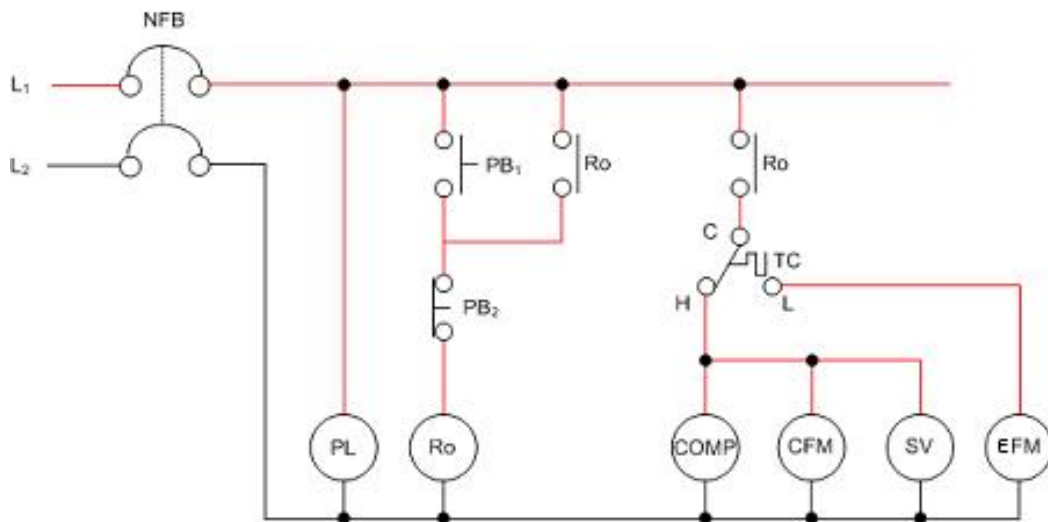 NFB
L₁
L₂
PB₁
Ro
Ro
C
TC
H
L
PB₂
PL
Ro
COMP
CFM
SV
EFM